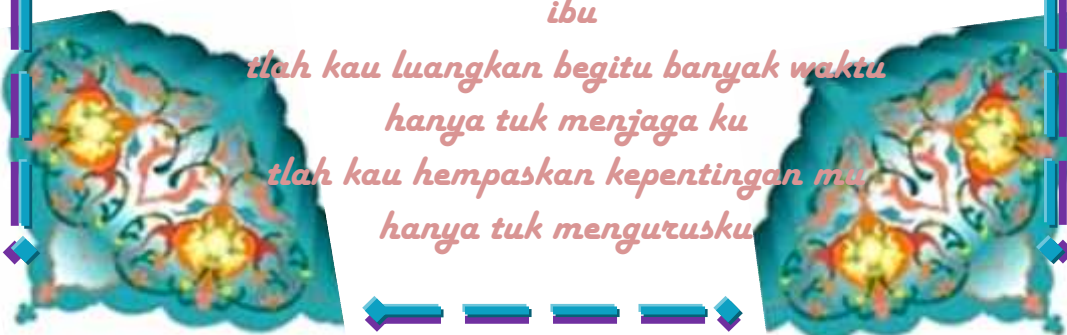 ibu
tlah kau luangkan begitu banyak waktu
hanya tuk menjaga ku
tlah kau hempaskan kepentingan mu
hanya tuk mengurusku